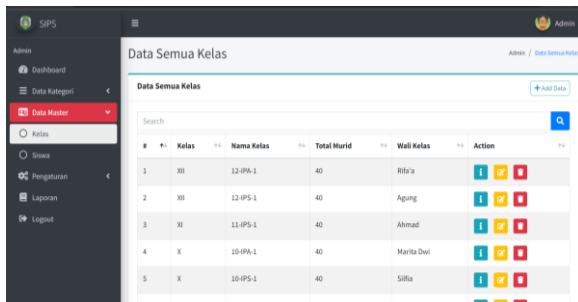 SIPS
Admin
Admin
Dashboard
Data Kategori
Data Master
Kelas
Siswa
Pengaturan
Laporan
Logout
Data Semua Kelas
Admin / Data Semua Kelas
Data Semua Kelas
+Add Data
Search
# Kelas Nama Kelas Total Murid Wali Kelas Action
1 XII 12-IPA-1 40 Rifa'a
2 XII 12-IPS-1 40 Agung
3 XI 11-IPS-1 40 Ahmad
4 X 10-IPA-1 40 Marita Dwi
5 X 10-IPS-1 40 Silfia